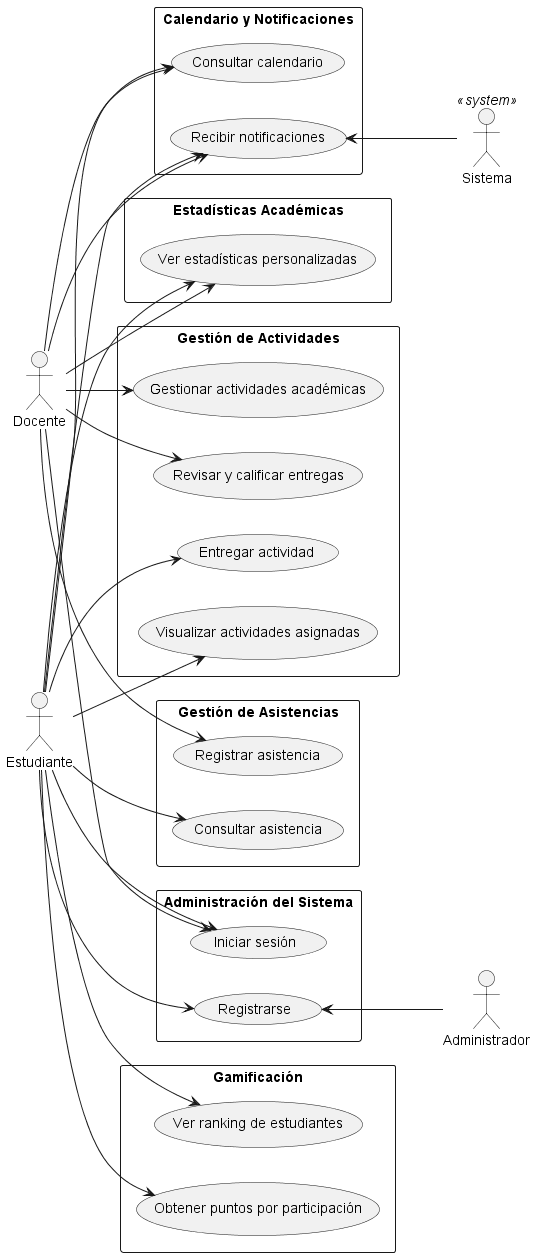 Calendario y Notificaciones
Consultar calendario
Recibir notificaciones
«system»
Sistema
Estadísticas Académicas
Ver estadísticas personalizadas
Gestión de Actividades
Gestionar actividades académicas
Docente
Revisar y calificar entregas
Entregar actividad
Visualizar actividades asignadas
Gestión de Asistencias
Registrar asistencia
Estudiante
Consultar asistencia
Administración del Sistema
Iniciar sesión
Registrarse
Administrador
Gamificación
Ver ranking de estudiantes
Obtener puntos por participación